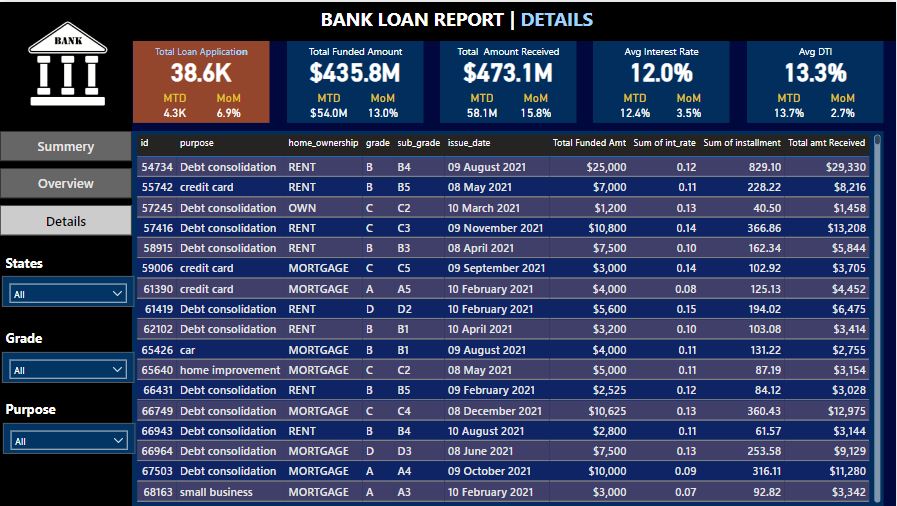 BANK LOAN REPORT | DETAILS
BANK
Total Loan Application
38.6K
MTD MoM
4.3K 6.9%
Total Funded Amount
$435.8M
MTD MoM
$54.0M 13.0%
Total Amount Received
$473.1M
MTD MoM
58.1M 15.8%
Avg Interest Rate
12.0%
MTD MoM
12.4% 3.5%
Avg DTI
13.3%
MTD MoM
13.7% 2.7%
Summery
Overview
Details
States
All
Grade
All
Purpose
All
id purpose home_ownership grade sub_grade issue_date Total Funded Amt Sum of int_rate Sum of installment Total amt Received
54734 Debt consolidation RENT B B4 09 August 2021 $25,000 0.12 829.10 $29,330
55742 credit card RENT B B5 08 May 2021 $7,000 0.11 228.22 $8,216
57245 Debt consolidation OWN C C2 10 March 2021 $1,200 0.13 40.50 $1,458
57416 Debt consolidation RENT C C3 09 November 2021 $10,800 0.14 366.86 $13,208
58915 Debt consolidation RENT B B3 08 April 2021 $7,500 0.10 162.34 $5,844
59006 credit card MORTGAGE C C5 09 September 2021 $3,000 0.14 102.92 $3,705
61390 credit card MORTGAGE A A5 10 February 2021 $4,000 0.08 125.13 $4,452
61419 Debt consolidation RENT D D2 10 February 2021 $5,600 0.15 194.02 $6,475
62102 Debt consolidation RENT B B1 10 April 2021 $3,200 0.10 103.08 $3,414
65426 car MORTGAGE B B1 09 August 2021 $4,000 0.11 131.22 $2,755
65640 home improvement MORTGAGE C C2 08 May 2021 $5,000 0.11 87.19 $3,154
66431 Debt consolidation RENT B B5 09 February 2021 $2,525 0.12 84.12 $3,028
66749 Debt consolidation MORTGAGE C C4 08 December 2021 $10,625 0.13 360.43 $12,975
66943 Debt consolidation RENT B B4 10 August 2021 $2,800 0.11 61.57 $3,144
66964 Debt consolidation MORTGAGE D D3 08 June 2021 $7,500 0.13 253.58 $9,129
67503 Debt consolidation MORTGAGE A A4 09 October 2021 $10,000 0.09 316.11 $11,280
68163 small business MORTGAGE A A3 10 February 2021 $3,000 0.07 92.82 $3,342